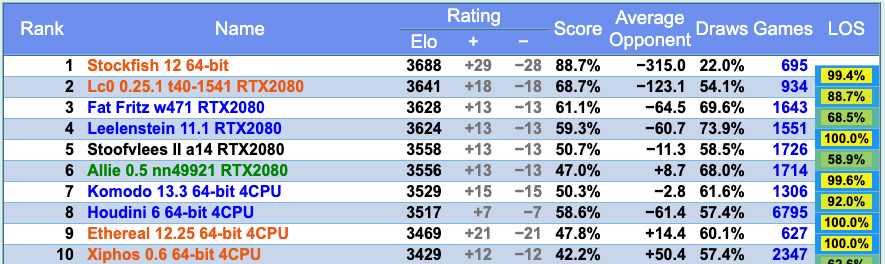 Rank Name Rating Score Average Opponent Draws Games LOS
Elo + −
1 Stockfish 12 64-bit 3688 +29 −28 88.7% −315.0 22.0% 695
99.4%
2 Lc0 0.25.1 t40-1541 RTX2080 3641 +18 −18 68.7% −123.1 54.1% 934
88.7%
3 Fat Fritz w471 RTX2080 3628 +13 −13 61.1% −64.5 69.6% 1643
68.5%
4 Leelenstein 11.1 RTX2080 3624 +13 −13 59.3% −60.7 73.9% 1551
100.0%
5 Stoofvlees II a14 RTX2080 3558 +13 −13 50.7% −11.3 58.5% 1726
58.9%
6 Allie 0.5 nn49921 RTX2080 3556 +13 −13 47.0% +8.7 68.0% 1714
99.6%
7 Komodo 13.3 64-bit 4CPU 3529 +15 −15 50.3% −2.8 61.6% 1306
92.0%
8 Houdini 6 64-bit 4CPU 3517 +7 −7 58.6% −61.4 57.4% 6795
100.0%
9 Ethereal 12.25 64-bit 4CPU 3469 +21 −21 47.8% +14.4 60.1% 627
100.0%
10 Xiphos 0.6 64-bit 4CPU 3429 +12 −12 42.2% +50.4 57.4% 2347